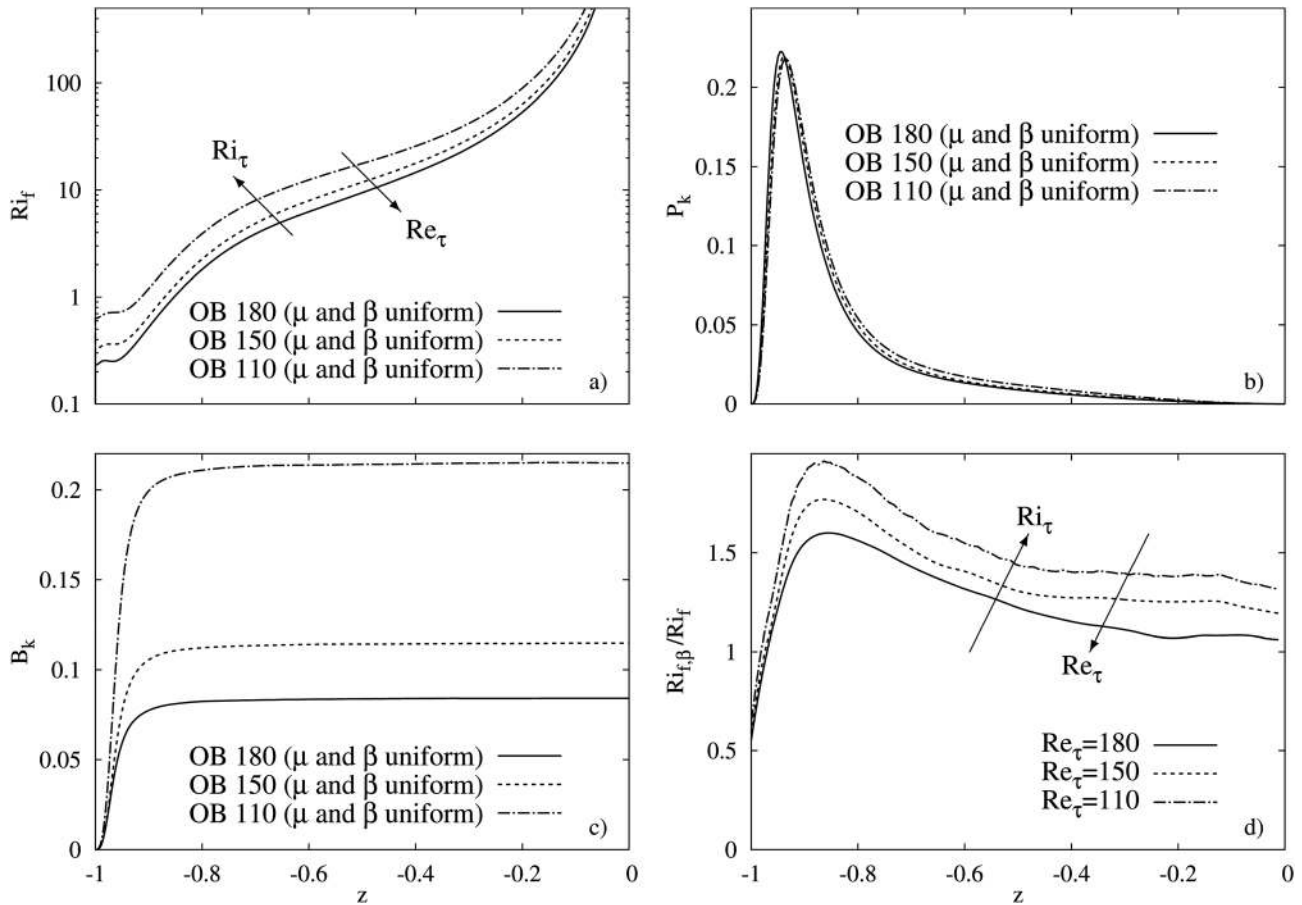 Ri_f
100
10
1
0.1
Ri_τ
Re_τ
OB 180 (μ and β uniform)
OB 150 (μ and β uniform)
OB 110 (μ and β uniform)
a)
P_k
0.2
0.15
0.1
0.05
0
OB 180 (μ and β uniform)
OB 150 (μ and β uniform)
OB 110 (μ and β uniform)
b)
B_k
0.2
0.15
0.1
0.05
0
OB 180 (μ and β uniform)
OB 150 (μ and β uniform)
OB 110 (μ and β uniform)
c)
-1 -0.8 -0.6 -0.4 -0.2 0
z
Ri_{f,β}/Ri_f
1.5
1
0.5
0
Ri_τ
Re_τ
Re_τ=180
Re_τ=150
Re_τ=110
d)
-1 -0.8 -0.6 -0.4 -0.2 0
z